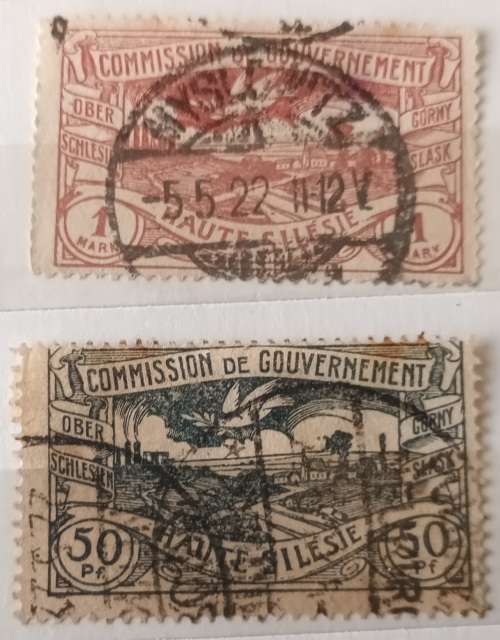 COMMISSION DE GOUVERNEMENT
OBER GORNY
SCHLESIEN SLASK
-5.5.22 11-12V
HAUTE-SILESIE
1 1
MARK MARK
COMMISSION DE GOUVERNEMENT
OBER GORNY
SCHLESIEN SLASK
HAUTE-SILESIE
50 50
Pf. Pf.